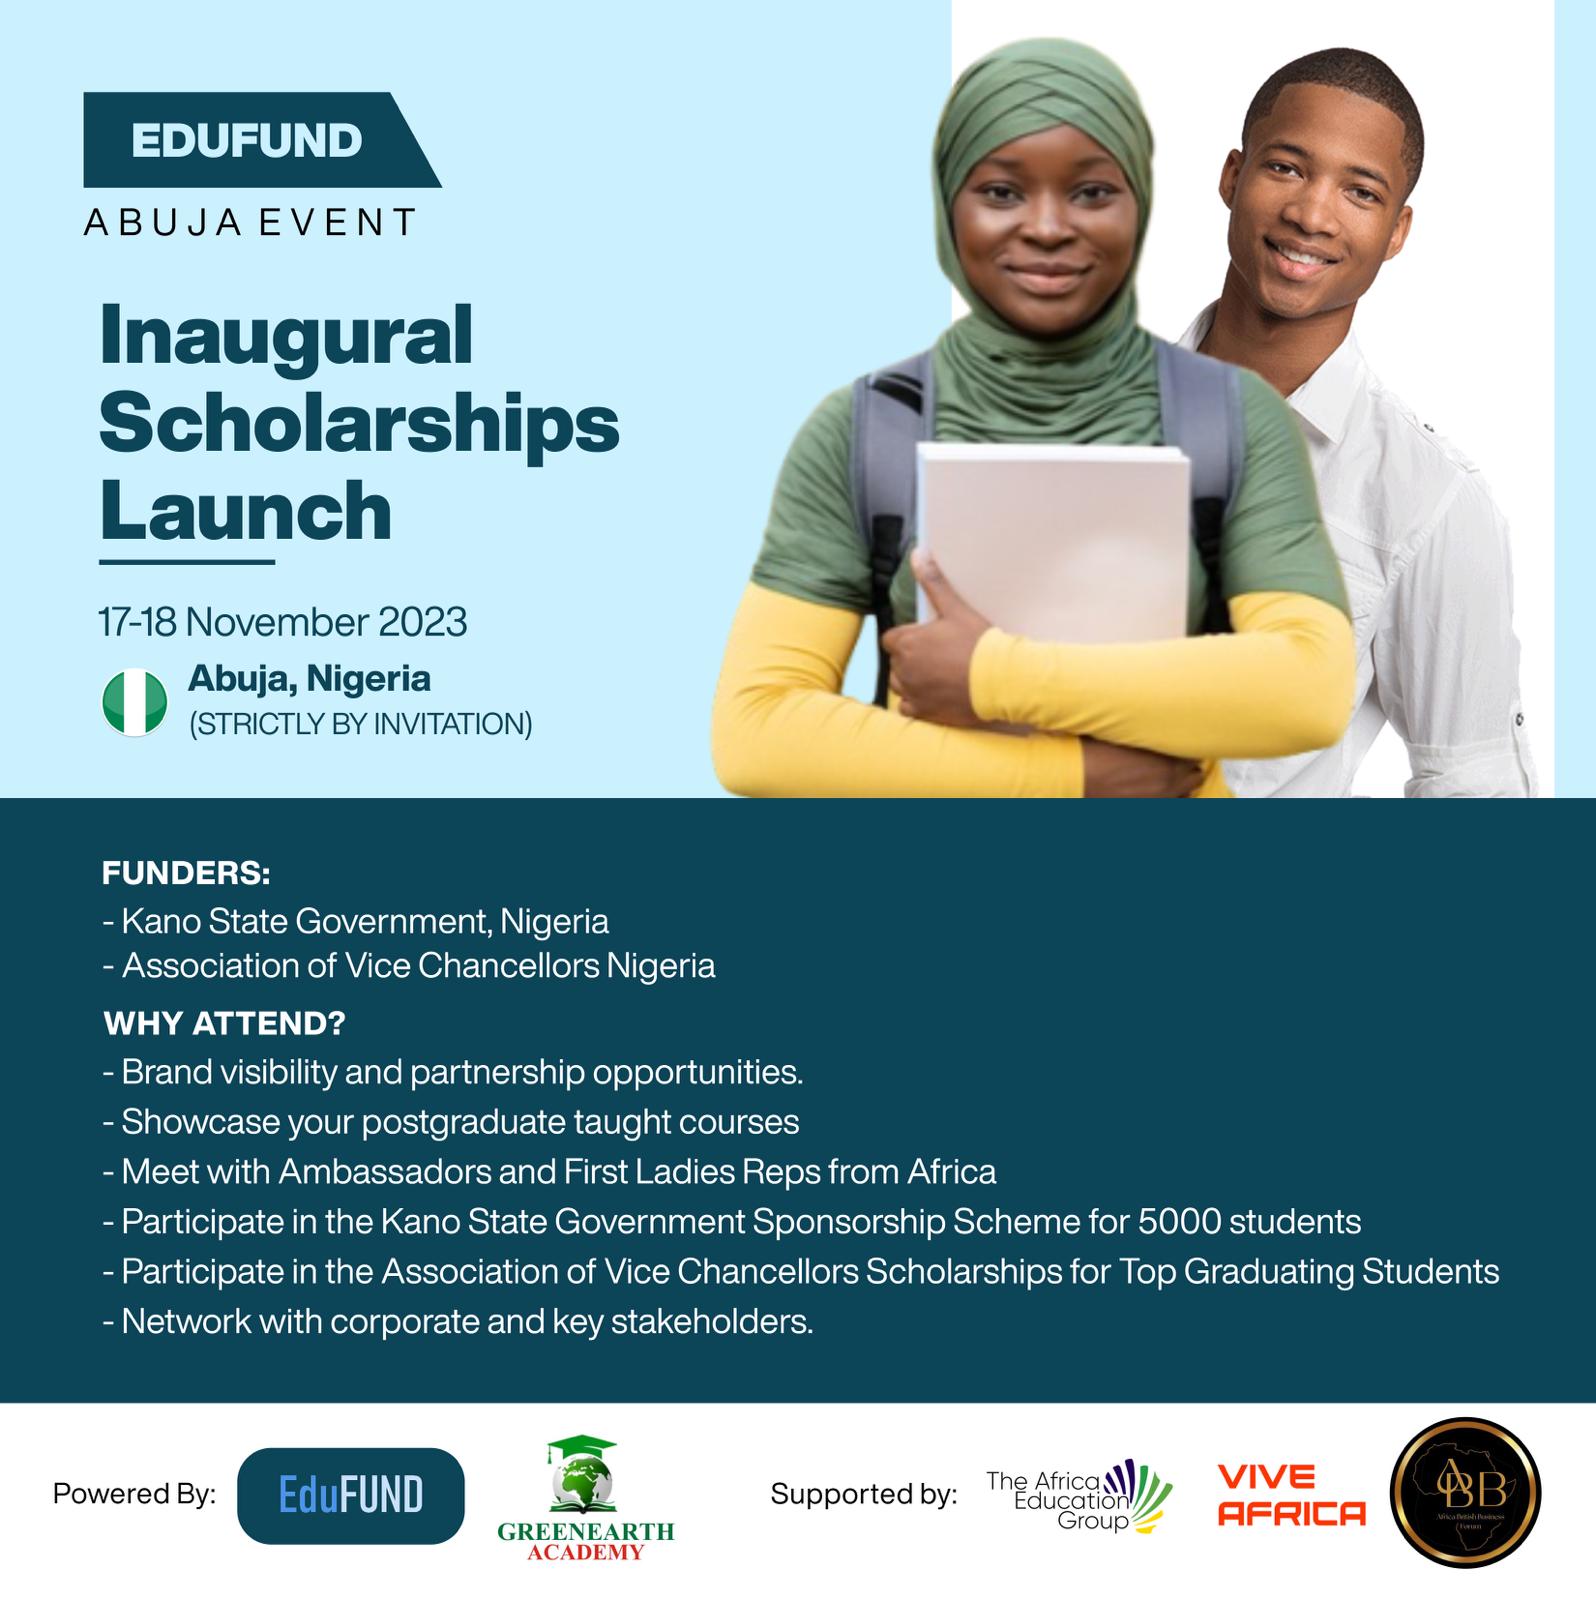 EDUFUND
ABUJA EVENT
Inaugural
Scholarships
Launch
17-18 November 2023
Abuja, Nigeria
(STRICTLY BY INVITATION)
FUNDERS:
- Kano State Government, Nigeria
- Association of Vice Chancellors Nigeria
WHY ATTEND?
- Brand visibility and partnership opportunities.
- Showcase your postgraduate taught courses
- Meet with Ambassadors and First Ladies Reps from Africa
- Participate in the Kano State Government Sponsorship Scheme for 5000 students
- Participate in the Association of Vice Chancellors Scholarships for Top Graduating Students
- Network with corporate and key stakeholders.
Powered By:
EduFUND
GREENEARTH
ACADEMY
Supported by:
The Africa
Education
Group
VIVE
AFRICA
ABB
Africa British Business
Forum